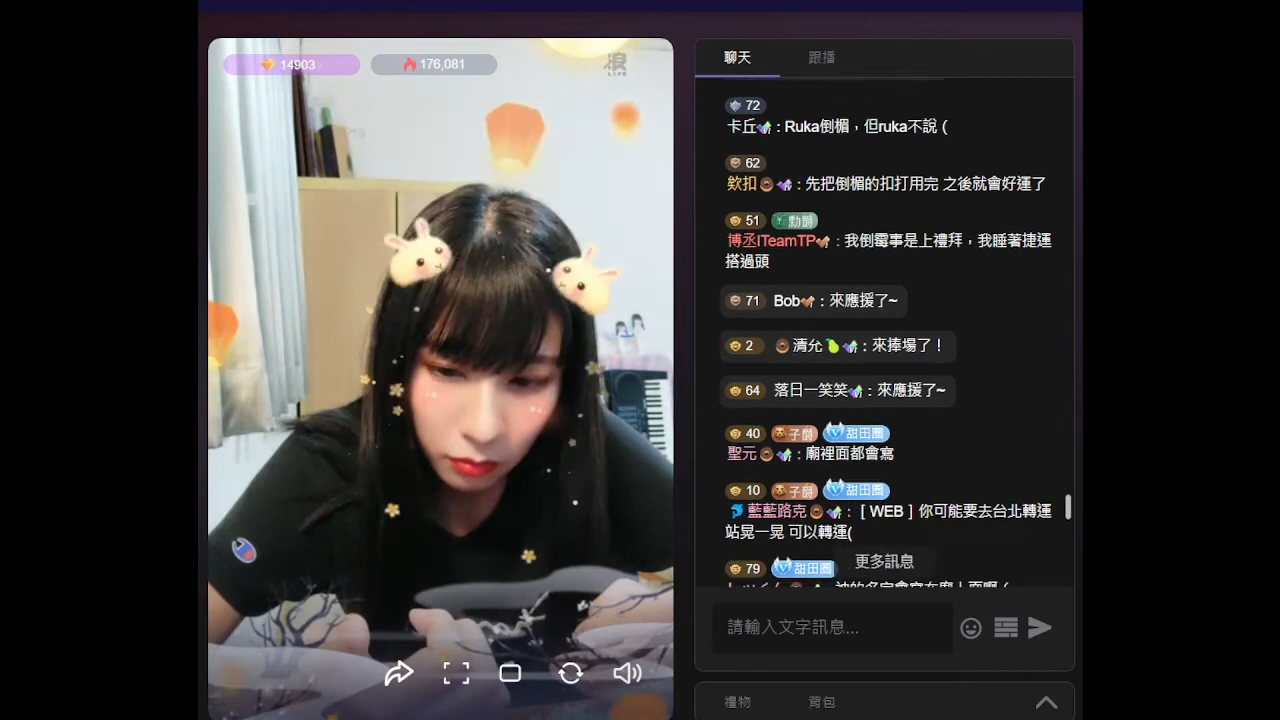 14903
176,081
浪
LIFE
聊天
跟播
72
卡丘 : Ruka倒楣，但ruka不說 (
62
欸扣 : 先把倒楣的扣打用完 之後就會好運了
51 勳爵
博丞ITeamTP : 我倒霉事是上禮拜，我睡著捷運
搭過頭
71 Bob : 來應援了~
2 清允 : 來捧場了！
64 落日一笑笑 : 來應援了~
40 子爵 甜田圈
聖元 : 廟裡面都會寫
10 子爵 甜田圈
藍藍路克 : [ WEB ] 你可能要去台北轉運
站晃一晃 可以轉運(
79 甜田圈
更多訊息
請輸入文字訊息...
禮物
背包